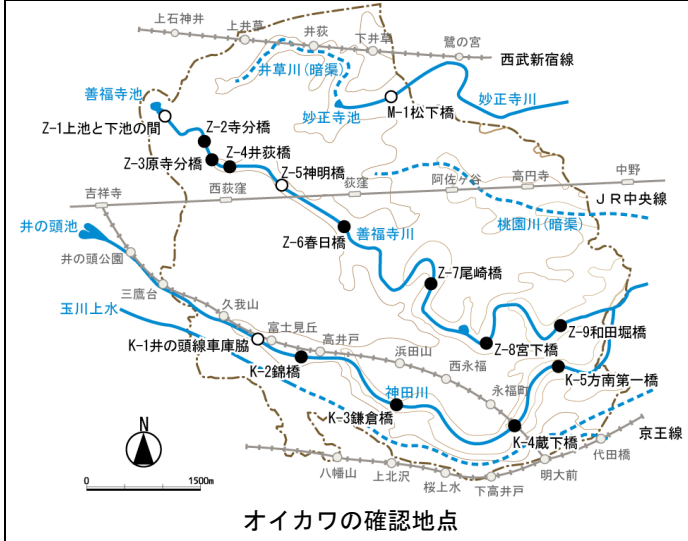 上石神井
上井草
井荻
下井草
鷺の宮
西武新宿線
井草川(暗渠)
善福寺池
妙正寺池
M-1松下橋
妙正寺川
Z-1上池と下池の間
Z-2寺分橋
Z-3原寺分橋
Z-4井荻橋
Z-5神明橋
吉祥寺
西荻窪
荻窪
阿佐ヶ谷
高円寺
中野
JR中央線
井の頭池
Z-6春日橋
善福寺川
桃園川(暗渠)
井の頭公園
Z-7尾崎橋
三鷹台
玉川上水
久我山
富士見丘
高井戸
Z-9和田堀橋
K-1井の頭線車庫脇
浜田山
Z-8宮下橋
K-2錦橋
西永福
K-5方南第一橋
神田川
永福町
K-3鎌倉橋
K-4蔵下橋
京王線
N
代田橋
八幡山
上北沢
桜上水
下高井戸
明大前
0 1500m
オイカワの確認地点